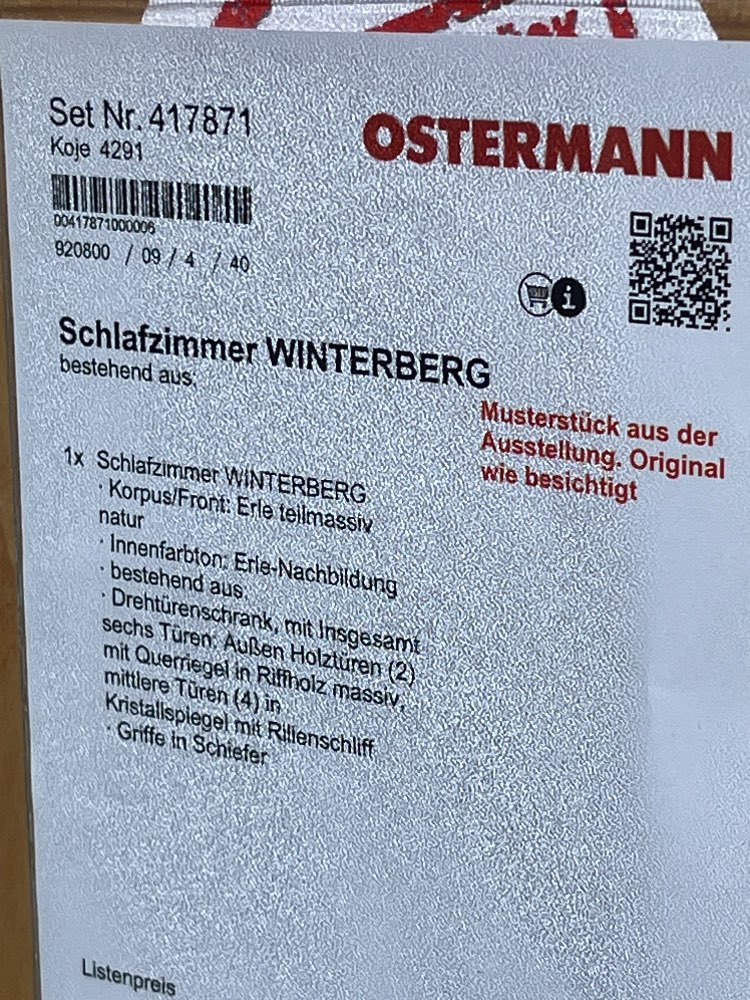 Set Nr. 417871
Koje 4291
OSTERMANN
00417871000006
920800 / 09 / 4 / 40
Schlafzimmer WINTERBERG
bestehend aus:
Musterstück aus der
Ausstellung. Original
wie besichtigt
1x Schlafzimmer WINTERBERG
· Korpus/Front: Erle teilmassiv
natur
· Innenfarbton: Erle-Nachbildung
· bestehend aus:
· Drehtürenschrank, mit Insgesamt
sechs Türen: Außen Holztüren (2)
mit Querriegel in Riffholz massiv,
mittlere Türen (4) in
Kristallspiegel mit Rillenschliff
· Griffe in Schiefer
Listenpreis